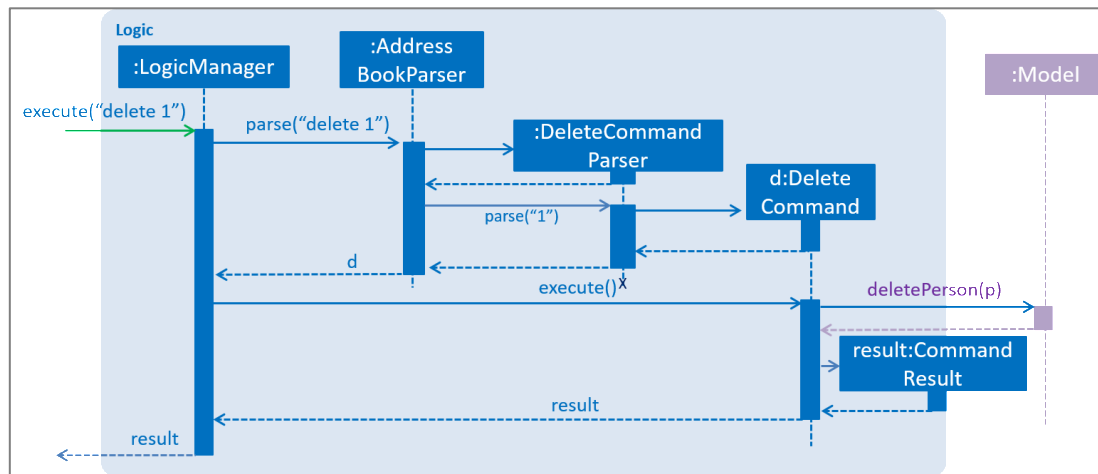 Logic
:Address
BookParser
:LogicManager
:Model
execute(“delete 1”)
parse(“delete 1”)
:DeleteCommand
Parser
d:Delete
Command
parse(“1”)
d
x
execute()
deletePerson(p)
result:Command
Result
result
result